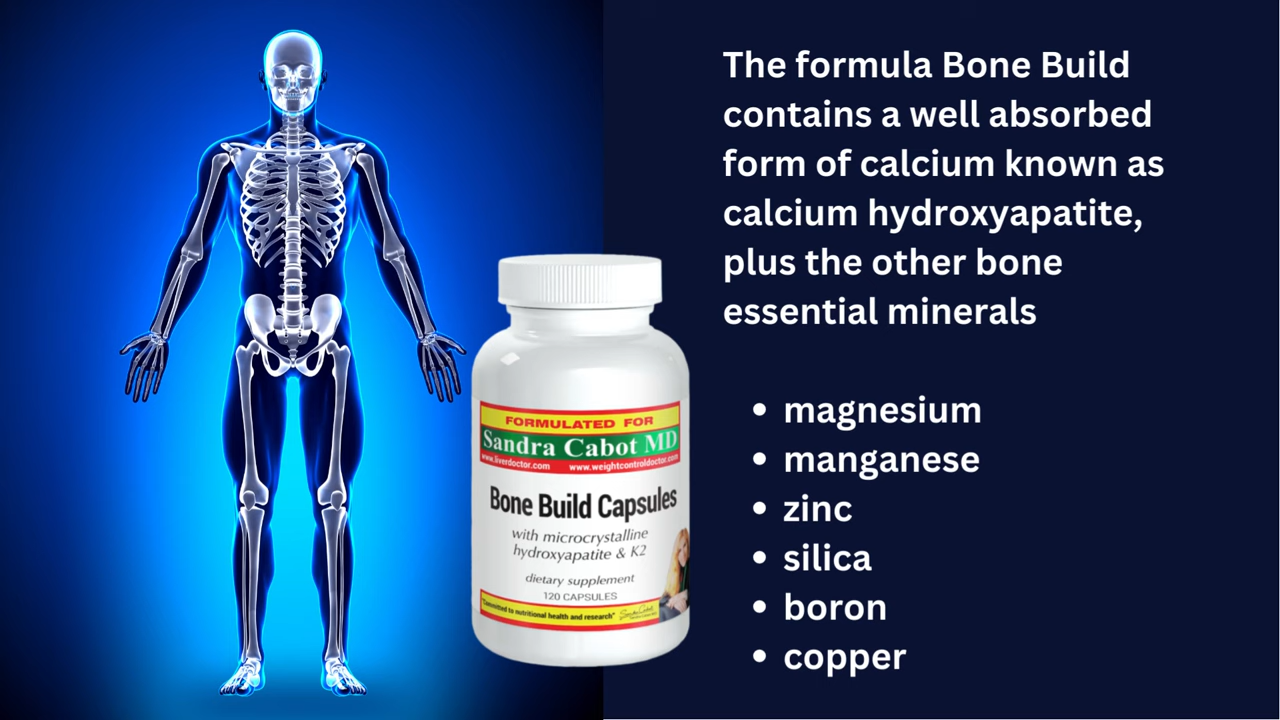 The formula Bone Build
contains a well absorbed
form of calcium known as
calcium hydroxyapatite,
plus the other bone
essential minerals
• magnesium
• manganese
• zinc
• silica
• boron
• copper
FORMULATED FOR
Sandra Cabot MD
www.liverdoctor.com www.weightcontroldoctor.com
Bone Build Capsules
with microcrystalline
hydroxyapatite & K2
dietary supplement
120 CAPSULES
"Committed to nutritional health and research"